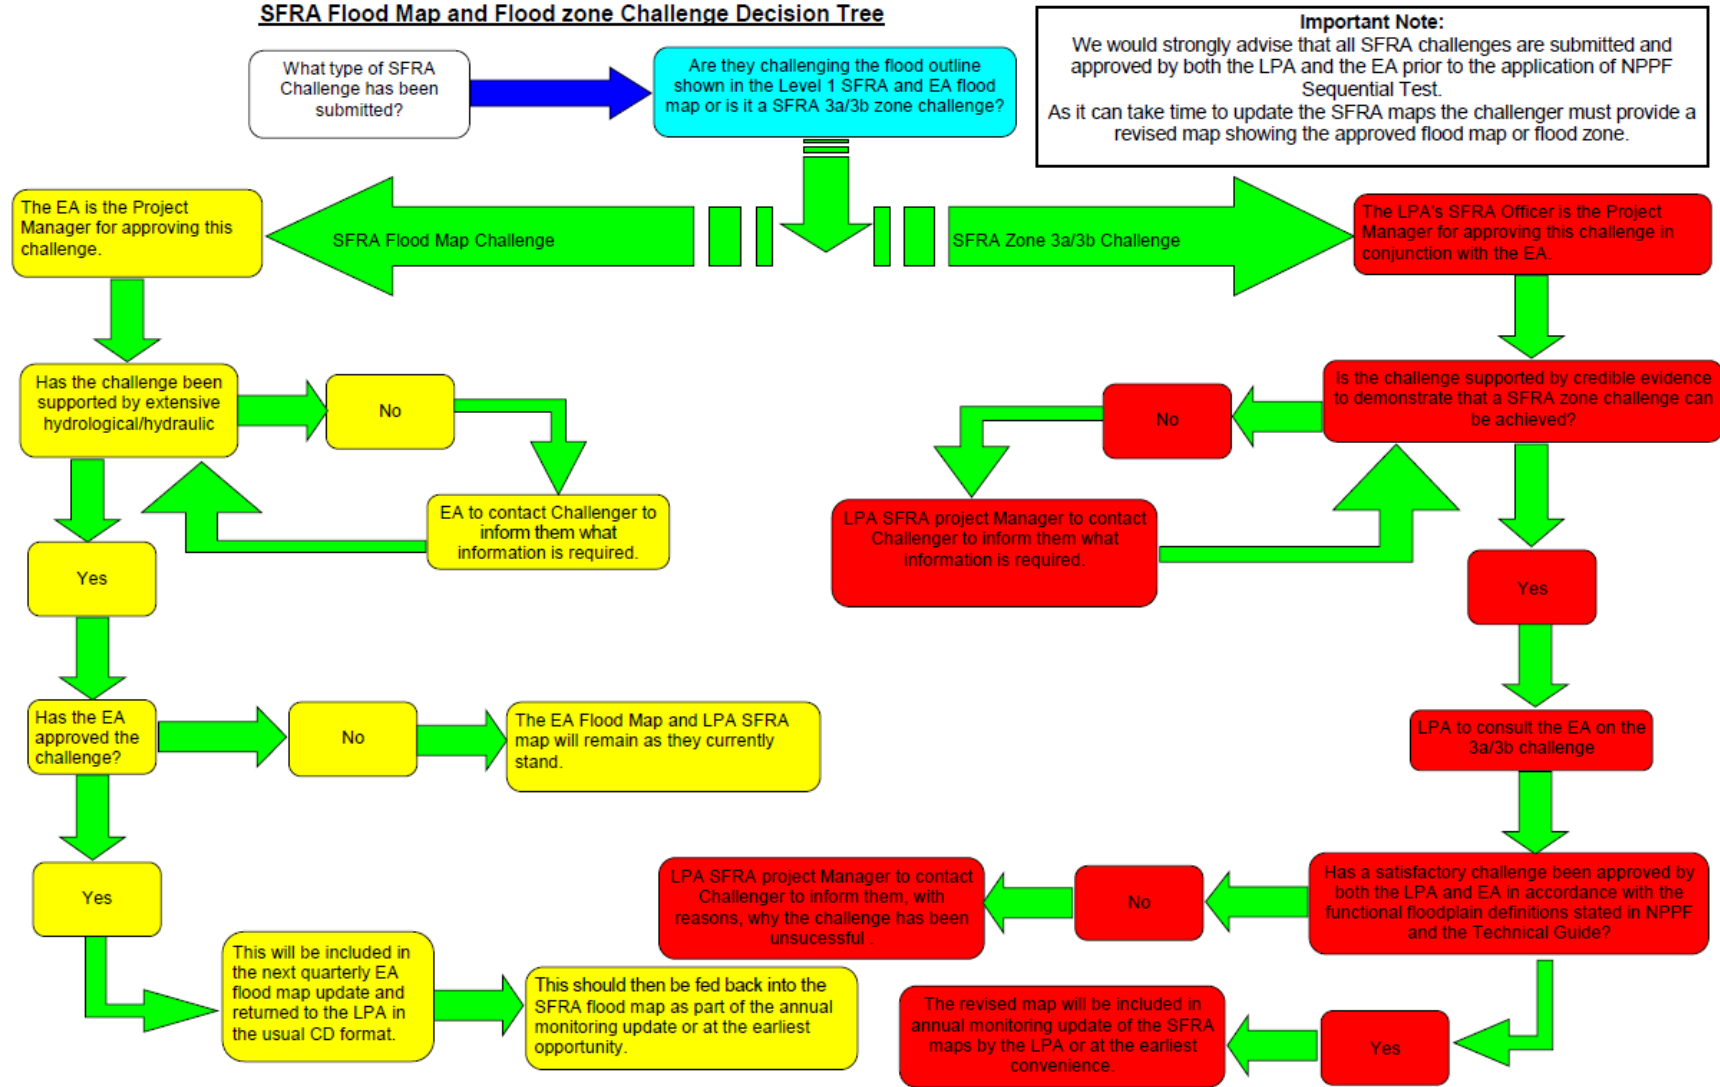 SFRA Flood Map and Flood zone Challenge Decision Tree
Important Note:
We would strongly advise that all SFRA challenges are submitted and
approved by both the LPA and the EA prior to the application of NPPF
Sequential Test.
As it can take time to update the SFRA maps the challenger must provide a
revised map showing the approved flood map or flood zone.
What type of SFRA
Challenge has been
submitted?
Are they challenging the flood outline
shown in the Level 1 SFRA and EA flood
map or is it a SFRA 3a/3b zone challenge?
The EA is the Project
Manager for approving this
challenge.
SFRA Flood Map Challenge
SFRA Zone 3a/3b Challenge
The LPA's SFRA Officer is the Project
Manager for approving this challenge in
conjunction with the EA.
Has the challenge been
supported by extensive
hydrological/hydraulic
No
No
Is the challenge supported by credible evidence
to demonstrate that a SFRA zone challenge can
be achieved?
EA to contact Challenger to
inform them what
information is required.
LPA SFRA project Manager to contact
Challenger to inform them what
information is required.
Yes
Yes
Has the EA
approved the
challenge?
No
The EA Flood Map and LPA SFRA
map will remain as they currently
stand.
LPA to consult the EA on the
3a/3b challenge
Yes
LPA SFRA project Manager to contact
Challenger to inform them, with
reasons, why the challenge has been
unsucessful .
No
Has a satisfactory challenge been approved by
both the LPA and EA in accordance with the
functional floodplain definitions stated in NPPF
and the Technical Guide?
This will be included in
the next quarterly EA
flood map update and
returned to the LPA in
the usual CD format.
This should then be fed back into the
SFRA flood map as part of the annual
monitoring update or at the earliest
opportunity.
The revised map will be included in
annual monitoring update of the SFRA
maps by the LPA or at the earliest
convenience.
Yes